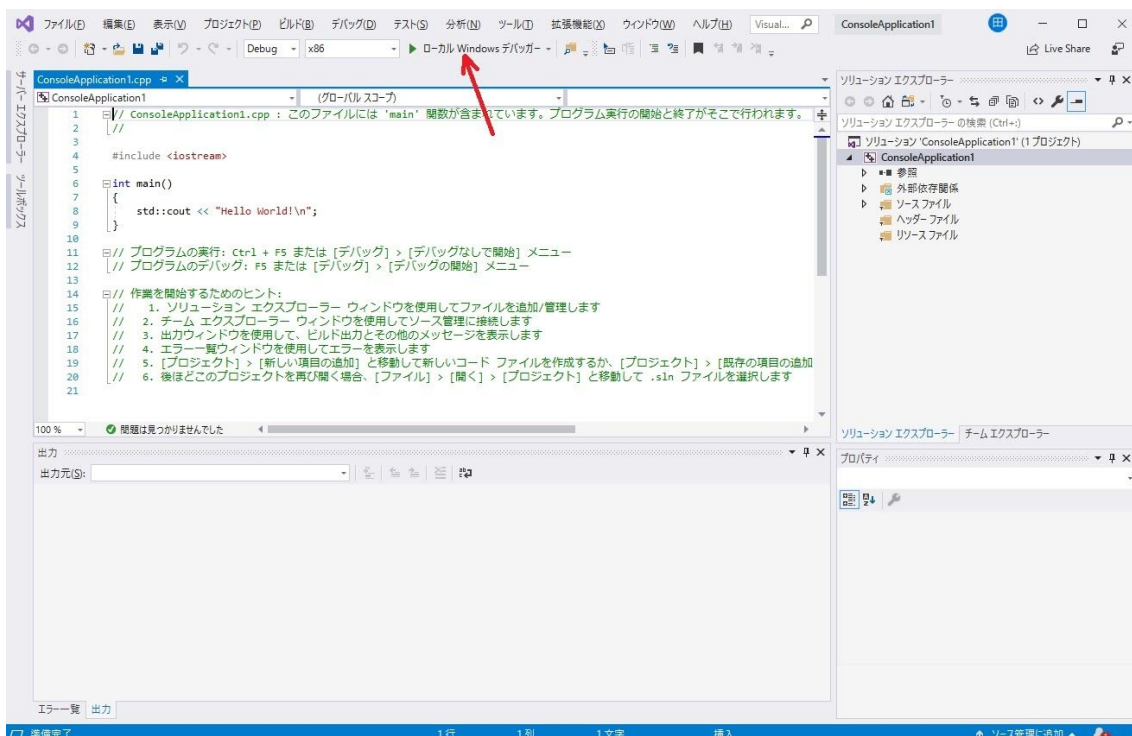 ファイル(F) 編集(E) 表示(V) プロジェクト(P) ビルド(B) デバッグ(D) テスト(S) 分析(N) ツール(T) 拡張機能(X) ウィンドウ(W) ヘルプ(H) Visual... ConsoleApplication1 田
Debug x86 ローカル Windows デバッガー Live Share
サーバー エクスプローラー
ツールボックス
ConsoleApplication1.cpp
ConsoleApplication1 (グローバル スコープ)
1 // ConsoleApplication1.cpp : このファイルには 'main' 関数が含まれています。プログラム実行の開始と終了がそこで行われます。
2 //
3
4 #include <iostream>
5
6 int main()
7 {
8 std::cout << "Hello World!\n";
9 }
10
11 // プログラムの実行: Ctrl + F5 または [デバッグ] > [デバッグなしで開始] メニュー
12 // プログラムのデバッグ: F5 または [デバッグ] > [デバッグの開始] メニュー
13
14 // 作業を開始するためのヒント:
15 // 1. ソリューション エクスプローラー ウィンドウを使用してファイルを追加/管理します
16 // 2. チーム エクスプローラー ウィンドウを使用してソース管理に接続します
17 // 3. 出力ウィンドウを使用して、ビルド出力とその他のメッセージを表示します
18 // 4. エラー一覧ウィンドウを使用してエラーを表示します
19 // 5. [プロジェクト] > [新しい項目の追加] と移動して新しいコード ファイルを作成するか、[プロジェクト] > [既存の項目の追加
20 // 6. 後ほどこのプロジェクトを再び開く場合、[ファイル] > [開く] > [プロジェクト] と移動して .sln ファイルを選択します
21
100 % 問題は見つかりませんでした
出力
出力元(S):
エラー一覧 出力
ソリューション エクスプローラー
ソリューション エクスプローラー の検索 (Ctrl+:)
ソリューション 'ConsoleApplication1' (1 プロジェクト)
ConsoleApplication1
参照
外部依存関係
ソース ファイル
ヘッダー ファイル
リソース ファイル
ソリューション エクスプローラー チーム エクスプローラー
プロパティ
準備完了 1 行 1 列 1 文字 挿入 ソース管理に追加